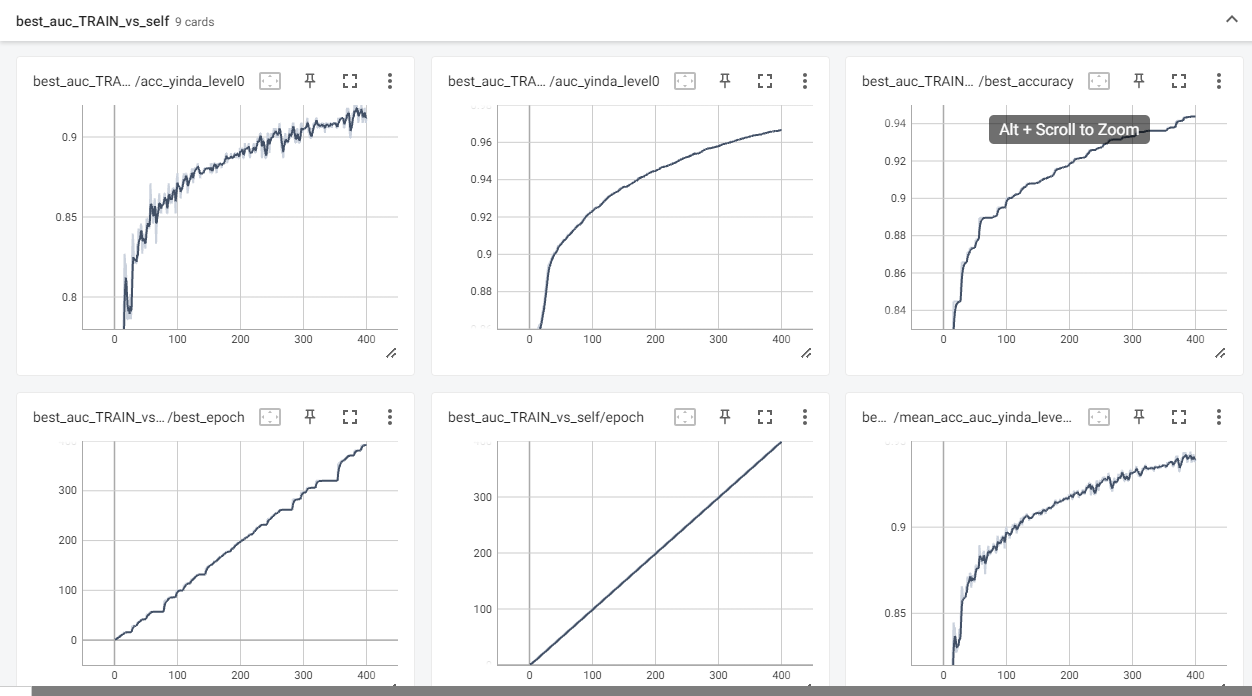 best_auc_TRAIN_vs_self 9 cards
best_auc_TRA... /acc_yinda_level0
0.9
0.85
0.8
0 100 200 300 400
best_auc_TRA... /auc_yinda_level0
0.96
0.94
0.92
0.9
0.88
0 100 200 300 400
best_auc_TRAIN... /best_accuracy
Alt + Scroll to Zoom
0.94
0.92
0.9
0.88
0.86
0.84
0 100 200 300 400
best_auc_TRAIN_vs... /best_epoch
300
200
100
0
0 100 200 300 400
best_auc_TRAIN_vs_self/epoch
300
200
100
0 100 200 300 400
be... /mean_acc_auc_yinda_leve...
0.9
0.85
0 100 200 300 400